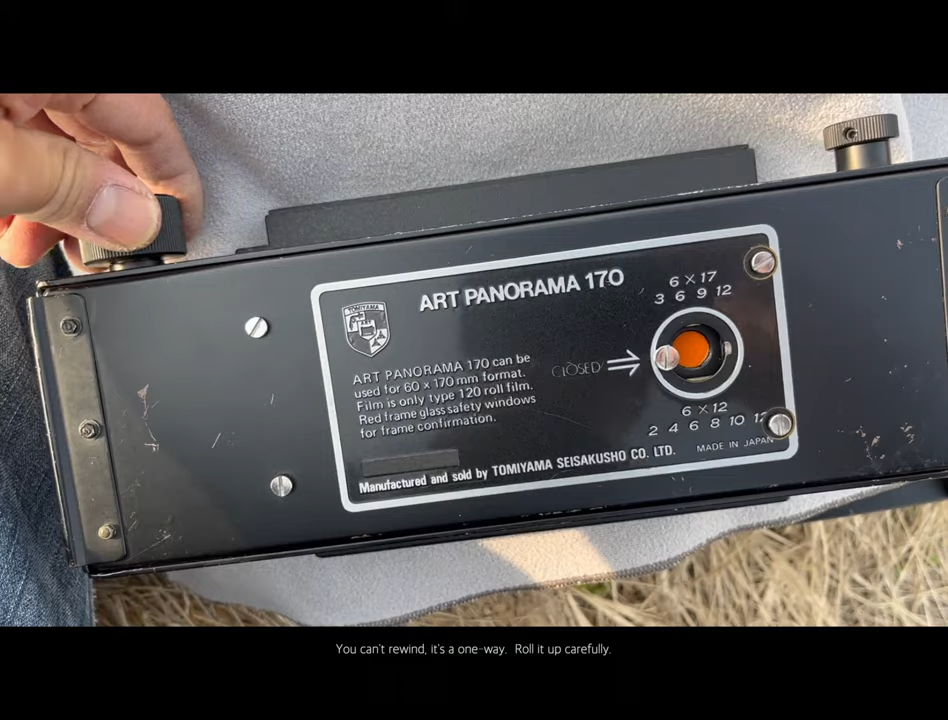 ART PANORAMA 170
TOMIYAMA
6 × 17
3 6 9 12
ART PANORAMA 170 can be
used for 60 x 170 mm format.
Film is only type 120 roll film.
Red frame glass safety windows
for frame confirmation.
CLOSED
6 × 12
2 4 6 8 10 12
MADE IN JAPAN
Manufactured and sold by TOMIYAMA SEISAKUSHO CO. LTD.
You can't rewind, it's a one-way. Roll it up carefully.